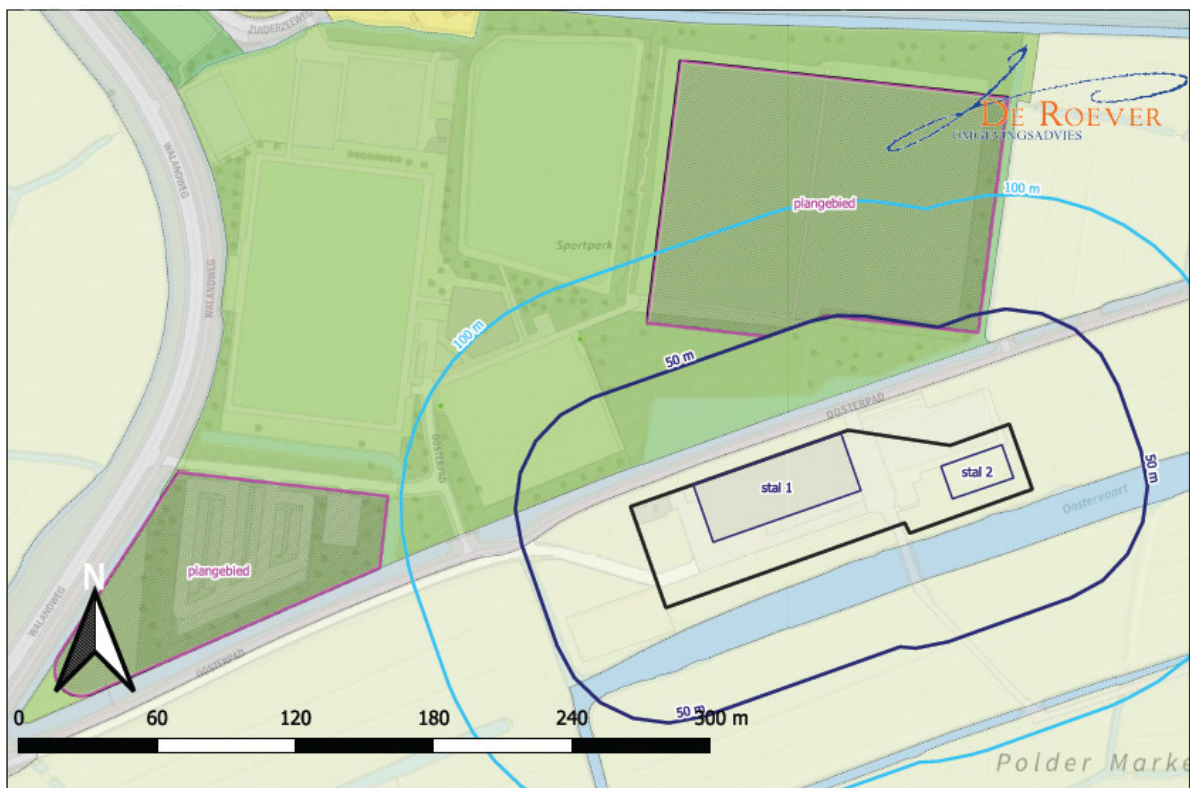 ZUIDERZEEWEG
DE ROEVER
OMGEVINGSADVIES
WALANDWEG
100 m
plangebied
Sportpark
WALANDWEG
100 m
50 m
OOSTERPAD
OOSTERPAD
stal 1
stal 2
50 m
Oostervaart
plangebied
N
WALANDWEG
OOSTERPAD
50 m
0 60 120 180 240 300 m
Polder Marke